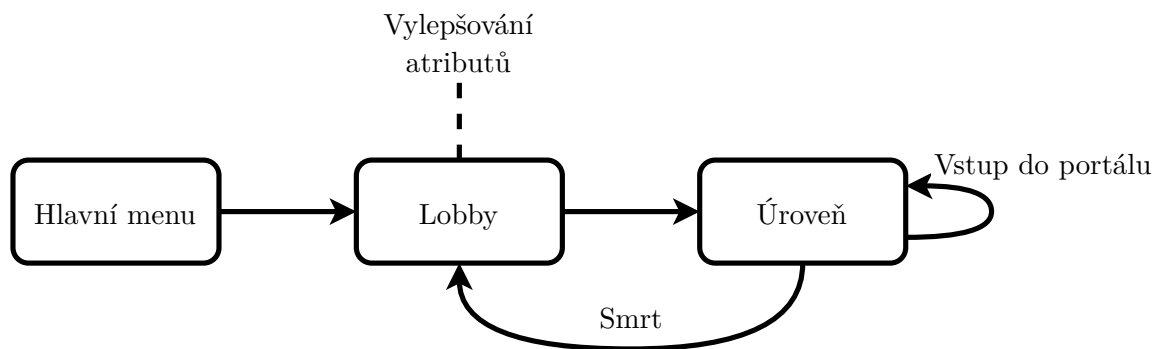 Vylepšování
atributů
Hlavní menu
Lobby
Úroveň
Vstup do portálu
Smrt